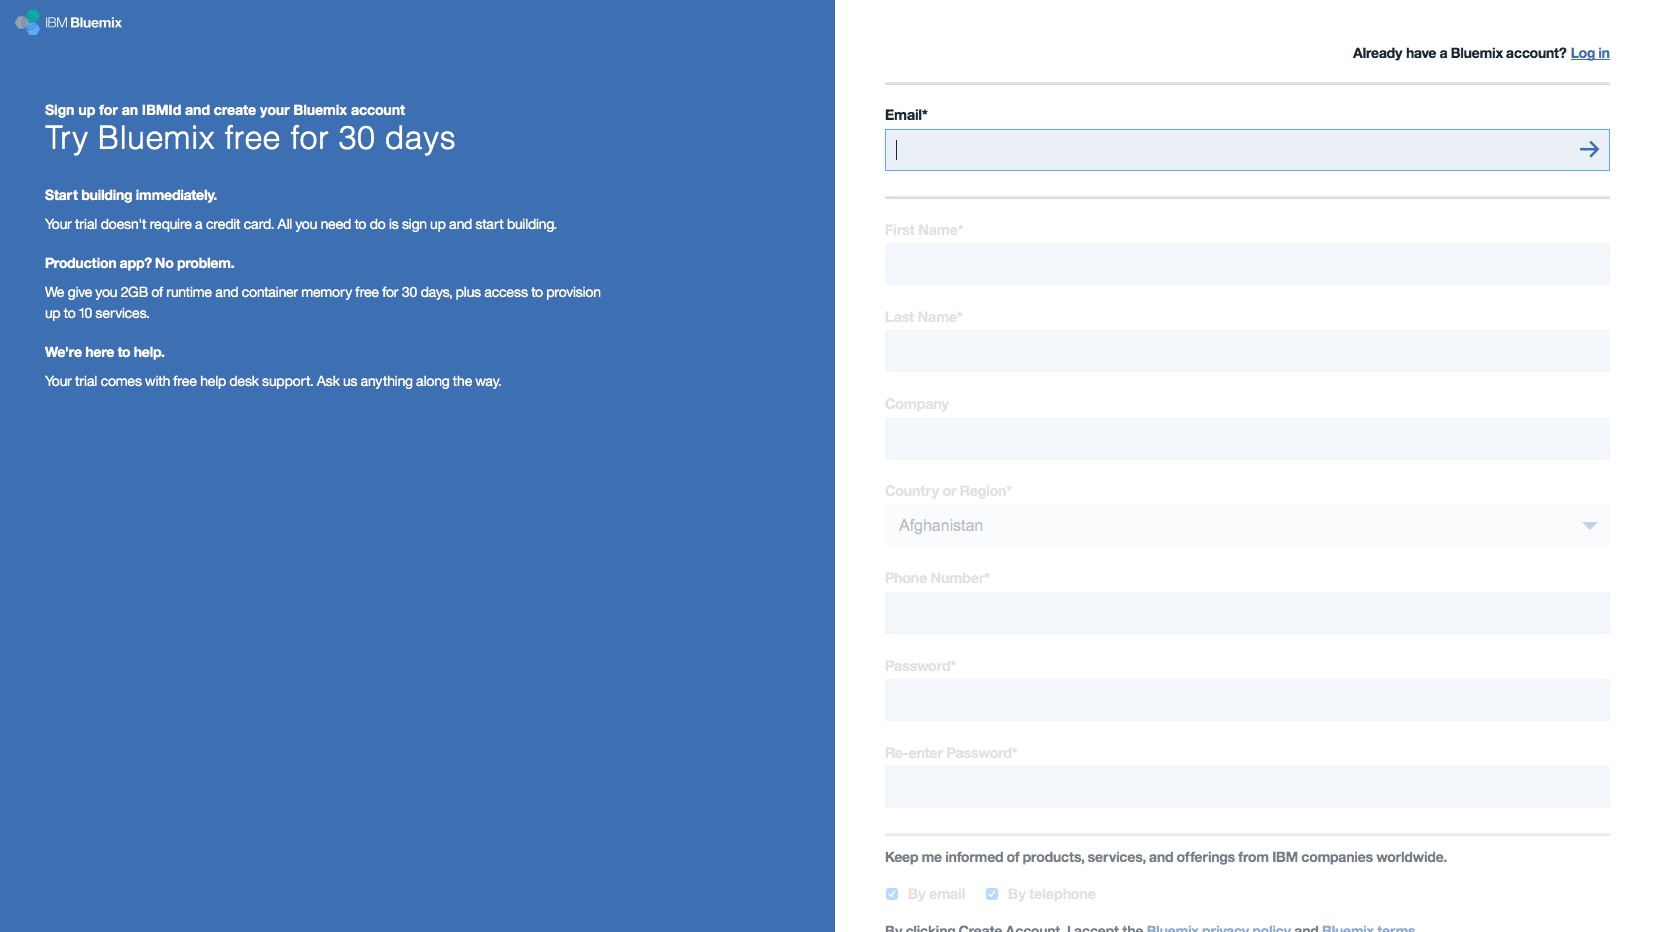 IBM Bluemix
Sign up for an IBMId and create your Bluemix account
Try Bluemix free for 30 days
Start building immediately.
Your trial doesn't require a credit card. All you need to do is sign up and start building.
Production app? No problem.
We give you 2GB of runtime and container memory free for 30 days, plus access to provision
up to 10 services.
We're here to help.
Your trial comes with free help desk support. Ask us anything along the way.
Already have a Bluemix account? Log in
Email*
First Name*
Last Name*
Company
Country or Region*
Afghanistan
Phone Number*
Password*
Re-enter Password*
Keep me informed of products, services, and offerings from IBM companies worldwide.
By email By telephone
By clicking Create Account, I accept the Bluemix privacy policy and Bluemix terms.